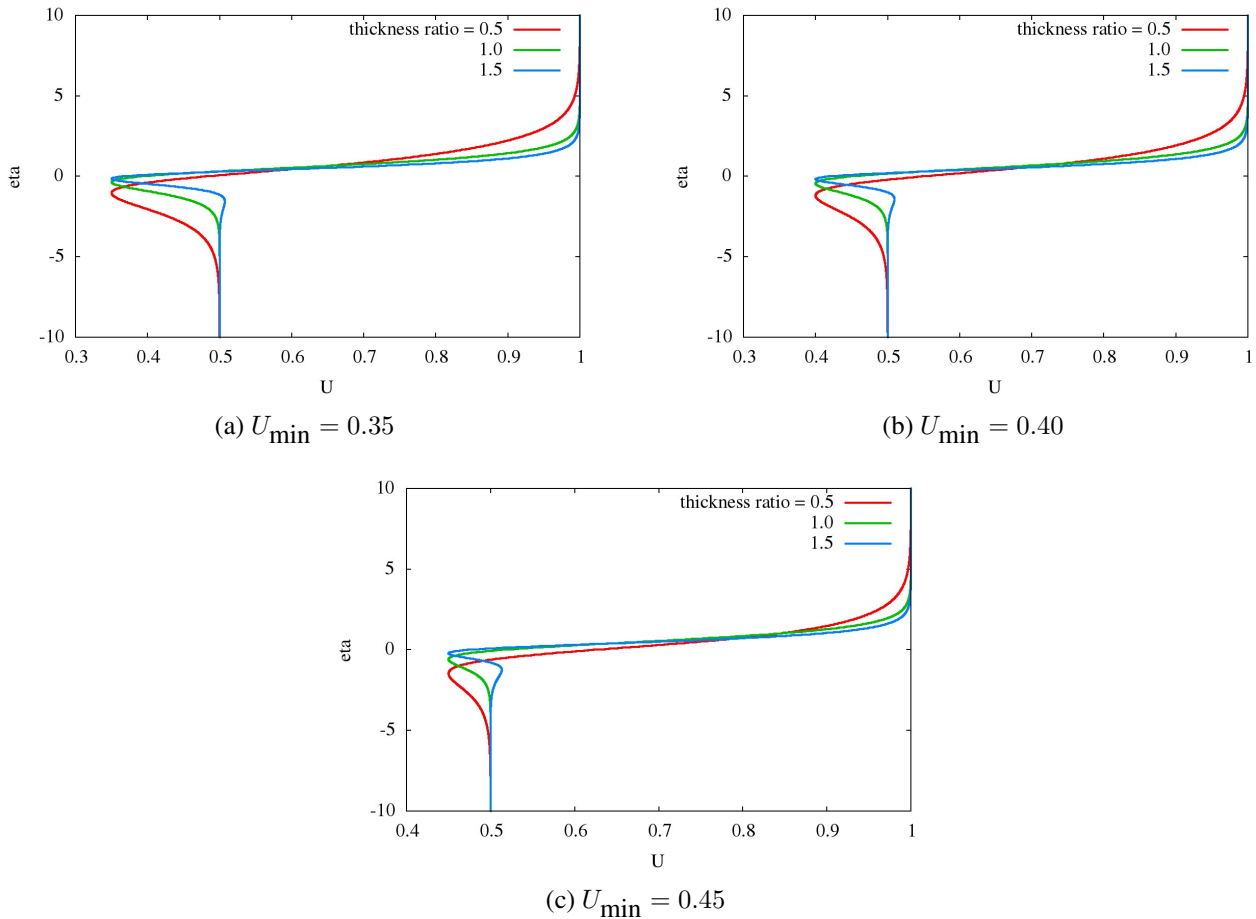 10
5
0
-5
-10
eta
thickness ratio = 0.5
1.0
1.5
0.3 0.4 0.5 0.6 0.7 0.8 0.9 1
U
(a) U_min = 0.35
10
5
0
-5
-10
eta
thickness ratio = 0.5
1.0
1.5
0.3 0.4 0.5 0.6 0.7 0.8 0.9 1
U
(b) U_min = 0.40
10
5
0
-5
-10
eta
thickness ratio = 0.5
1.0
1.5
0.4 0.5 0.6 0.7 0.8 0.9 1
U
(c) U_min = 0.45